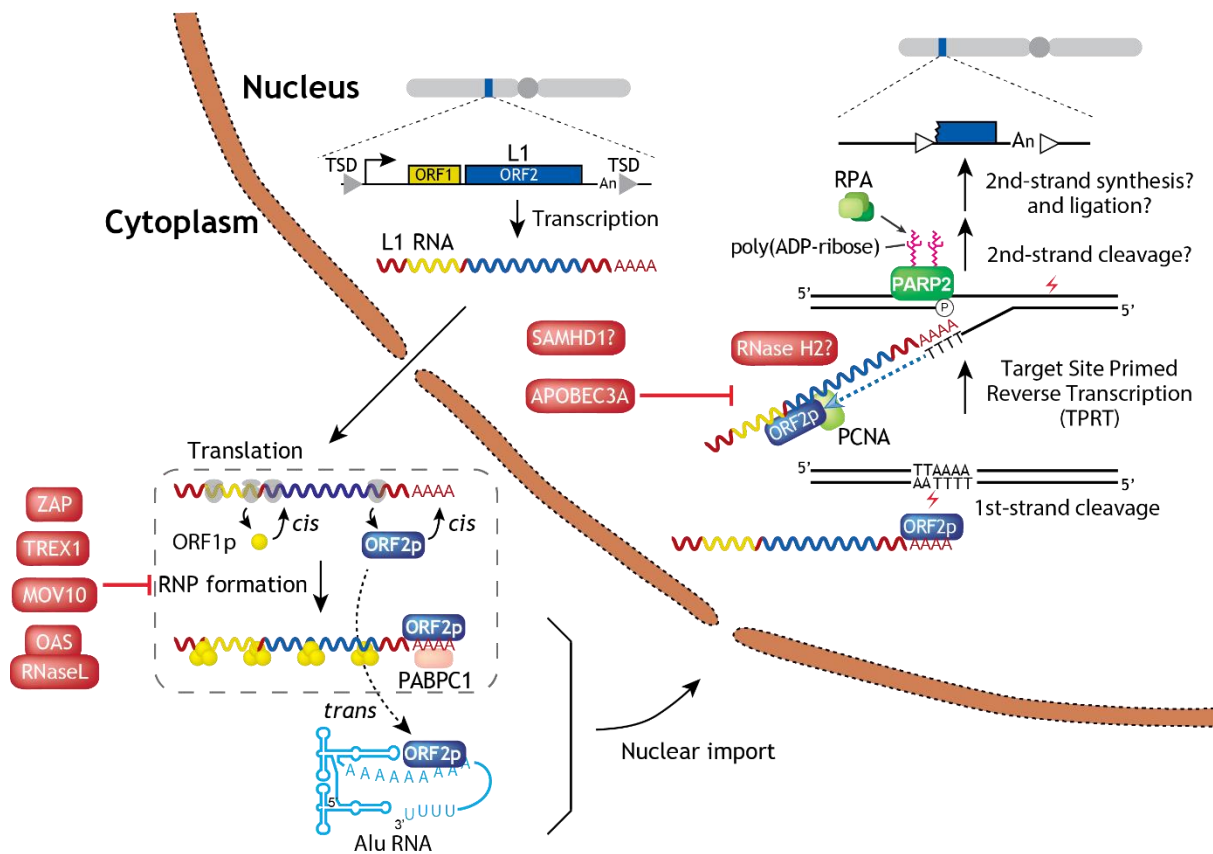 Nucleus
Cytoplasm
TSD
L1
TSD
ORF1
ORF2
An
Transcription
L1 RNA
AAAA
Translation
AAAA
ORF1p
cis
ORF2p
cis
ZAP
TREX1
MOV10
OAS
RNaseL
RNP formation
ORF2p
AAAA
PABPC1
trans
ORF2p
AAAAAAAA
5'
3'
UUUU
Alu RNA
Nuclear import
SAMHD1?
APOBEC3A
RNase H2?
An
RPA
2nd-strand synthesis?
and ligation?
poly(ADP-ribose)
2nd-strand cleavage?
PARP2
5'
P
5'
AAAA
TTTT
ORF2p
PCNA
Target Site Primed
Reverse Transcription
(TPRT)
TTAAAA
AATTTT
5'
5'
1st-strand cleavage
ORF2p
AAAA